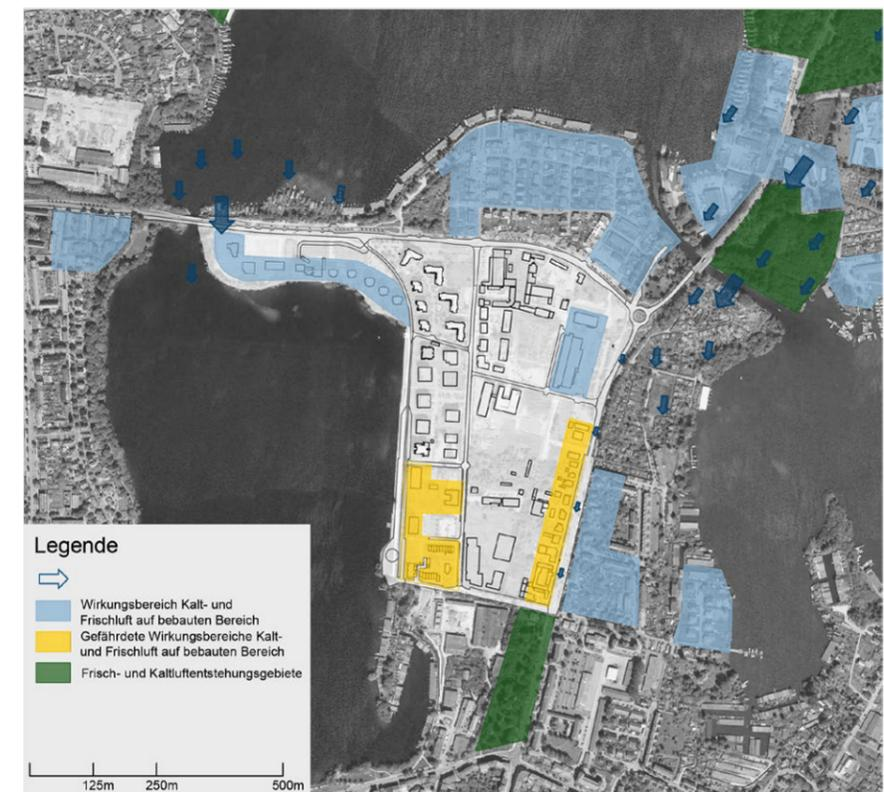 Legende
Wirkungsbereich Kalt- und
Frischluft auf bebauten Bereich
Gefährdete Wirkungsbereiche Kalt-
und Frischluft auf bebauten Bereich
Frisch- und Kaltluftentstehungsgebiete
125m 250m 500m